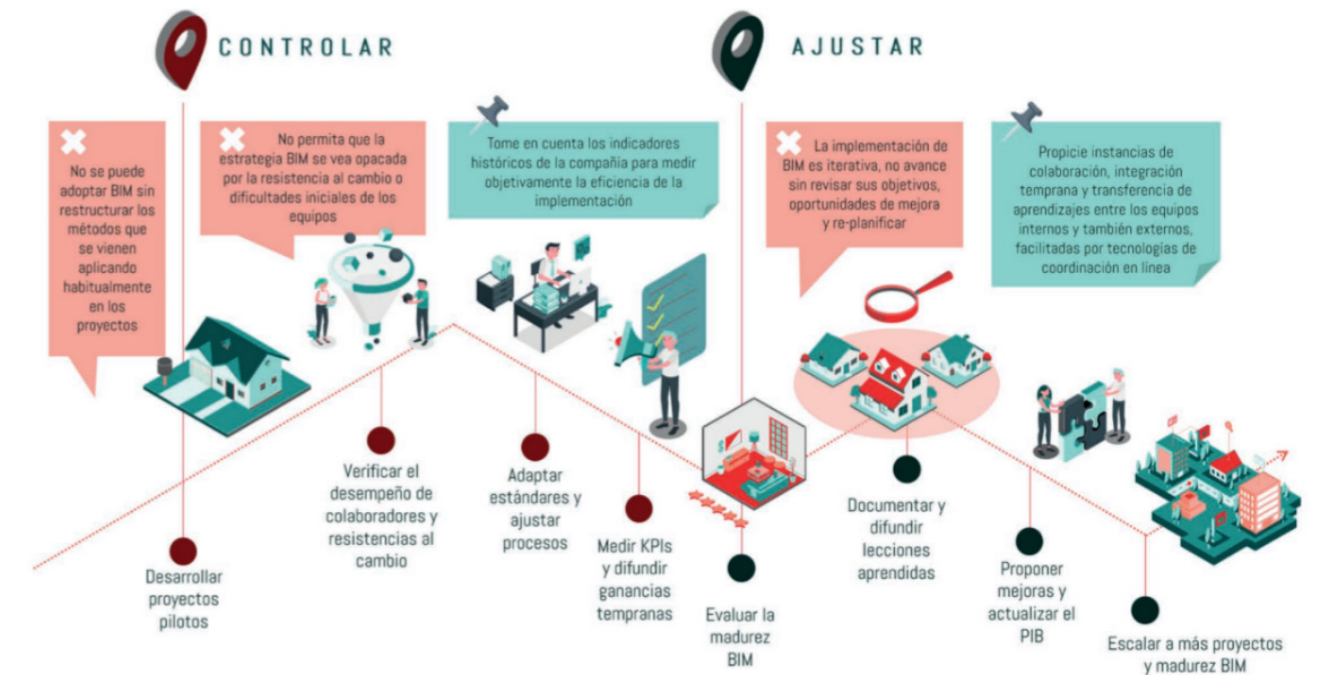 CONTROLAR
No se puede
adoptar BIM sin
restructurar los
métodos que
se vienen
aplicando
habitualmente
en los
proyectos
No permita que la
estrategia BIM se vea opacada
por la resistencia al cambio o
dificultades iniciales de los
equipos
Tome en cuenta los indicadores
históricos de la compañía para medir
objetivamente la eficiencia de la
implementación
Desarrollar
proyectos
pilotos
Verificar el
desempeño de
colaboradores y
resistencias al
cambio
Adaptar
estándares y
ajustar
procesos
Medir KPIs
y difundir
ganancias
tempranas
AJUSTAR
La implementación de
BIM es iterativa, no avance
sin revisar sus objetivos,
oportunidades de mejora
y re-planificar
Propicie instancias de
colaboración, integración
temprana y transferencia de
aprendizajes entre los equipos
internos y también externos,
facilitadas por tecnologías de
coordinación en línea
Evaluar la
madurez
BIM
Documentar y
difundir
lecciones
aprendidas
Proponer
mejoras y
actualizar el
PIB
Escalar a más proyectos
y madurez BIM